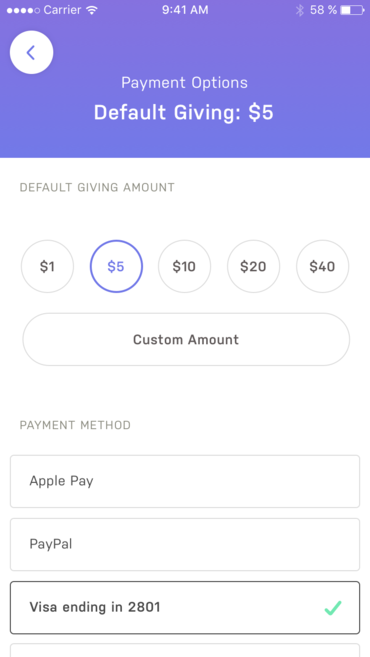 Carrier 9:41 AM 58 %
Payment Options
Default Giving: $5
DEFAULT GIVING AMOUNT
$1 $5 $10 $20 $40
Custom Amount
PAYMENT METHOD
Apple Pay
PayPal
Visa ending in 2801